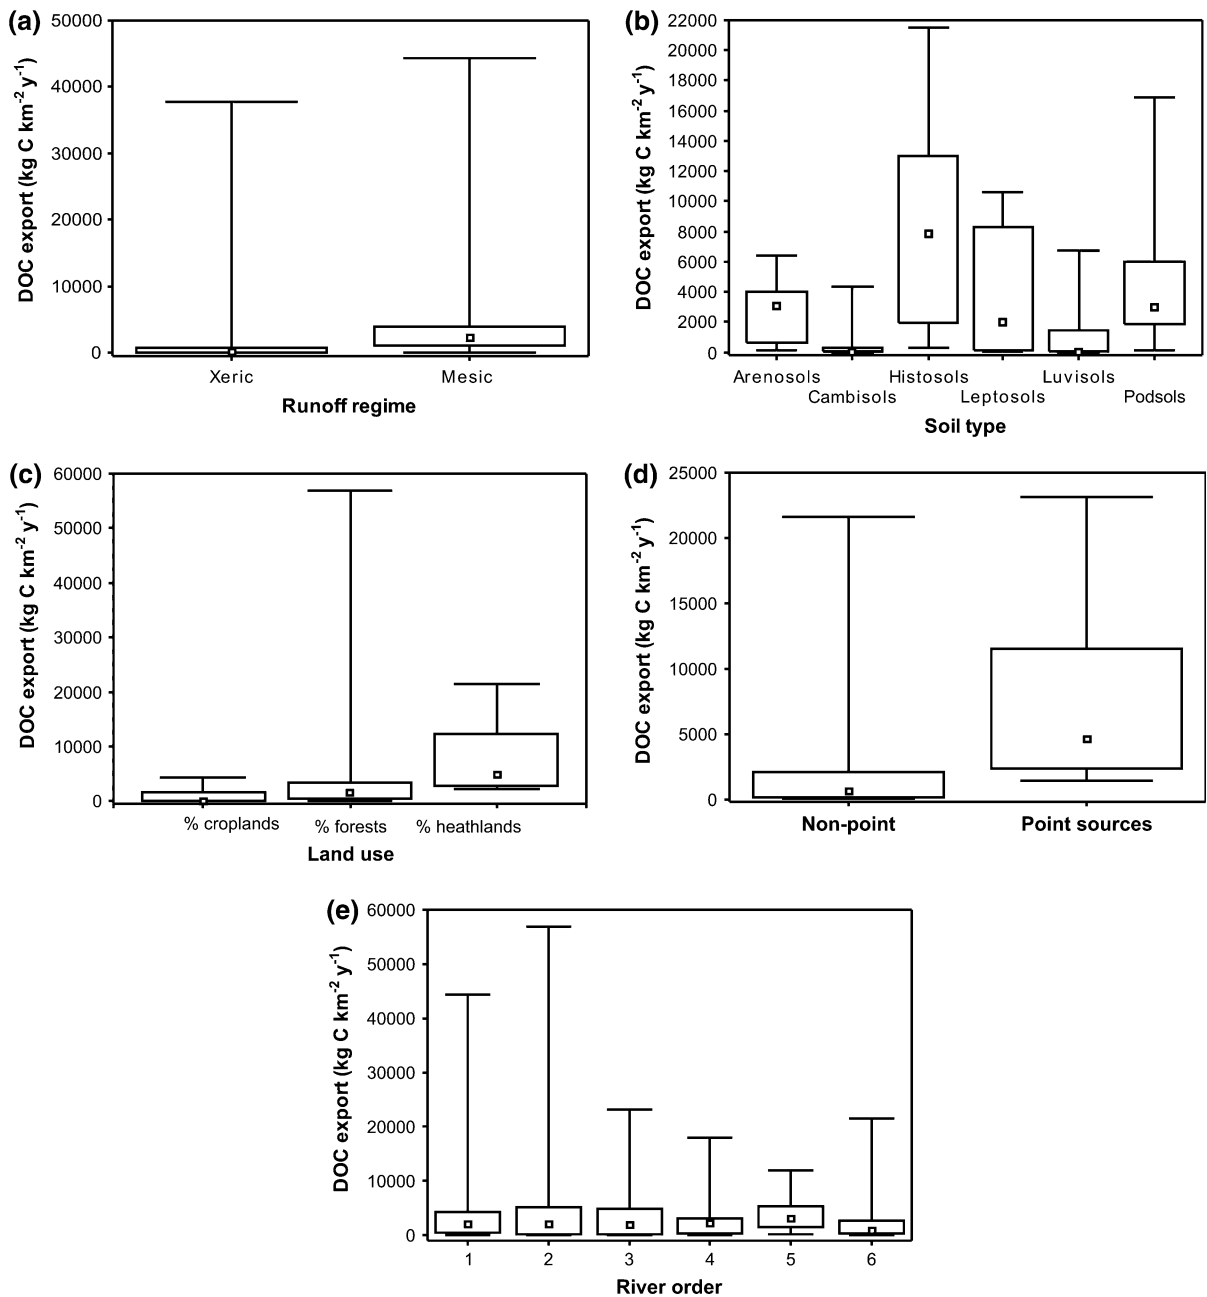 (a)
DOC export (kg C km-2 y-1)
50000
40000
30000
20000
10000
0
Xeric Mesic
Runoff regime
(b)
DOC export (kg C km-2 y-1)
22000
20000
18000
16000
14000
12000
10000
8000
6000
4000
2000
0
Arenosols Histosols Luvisols
Cambisols Leptosols Podsols
Soil type
(c)
DOC export (kg C km-2 y-1)
60000
50000
40000
30000
20000
10000
0
% croplands % forests % heathlands
Land use
(d)
DOC export (kg C km-2 y-1)
25000
20000
15000
10000
5000
0
Non-point Point sources
(e)
DOC export (kg C km-2 y-1)
60000
50000
40000
30000
20000
10000
0
1 2 3 4 5 6
River order